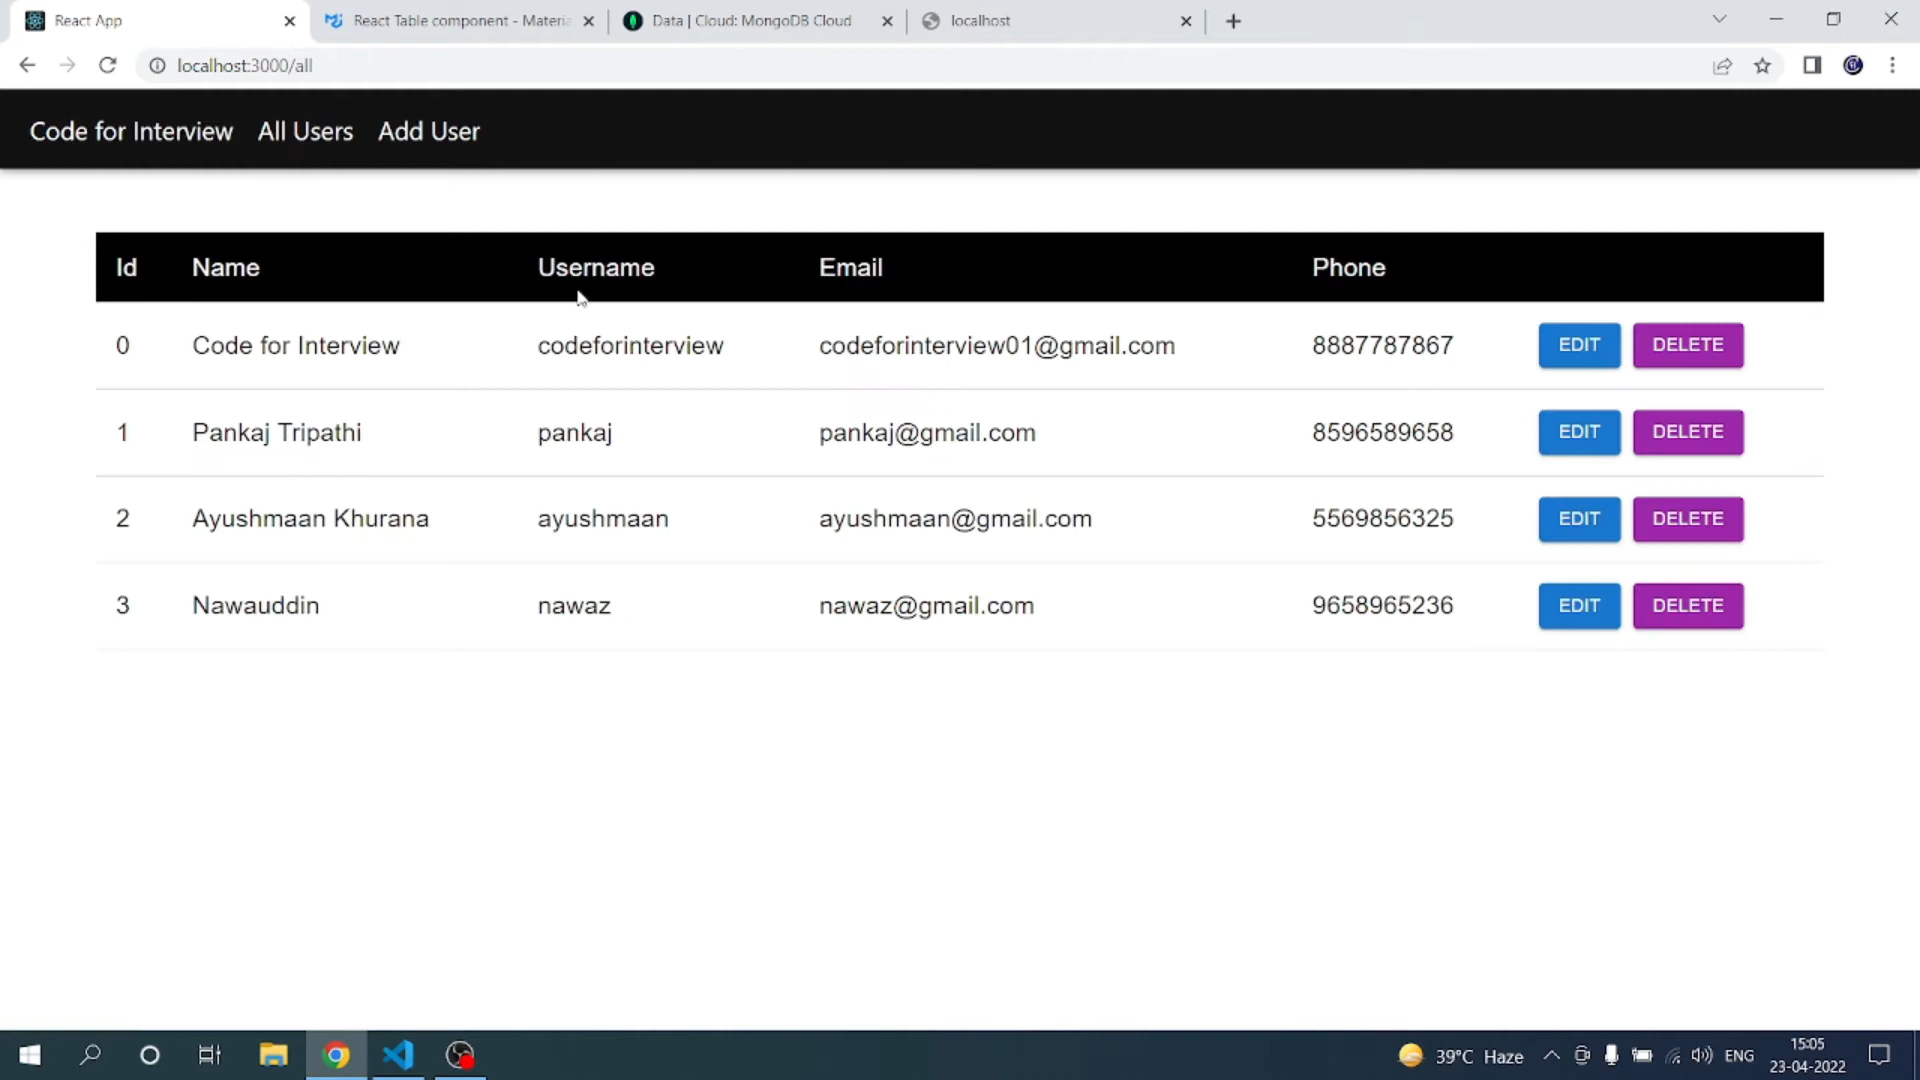 React App
React Table component - Materia
Data | Cloud: MongoDB Cloud
localhost
localhost:3000/all
Code for Interview All Users Add User
Id Name Username Email Phone
0 Code for Interview codeforinterview codeforinterview01@gmail.com 8887787867 EDIT DELETE
1 Pankaj Tripathi pankaj pankaj@gmail.com 8596589658 EDIT DELETE
2 Ayushmaan Khurana ayushmaan ayushmaan@gmail.com 5569856325 EDIT DELETE
3 Nawauddin nawaz nawaz@gmail.com 9658965236 EDIT DELETE
39°C Haze ENG 15:05
23-04-2022